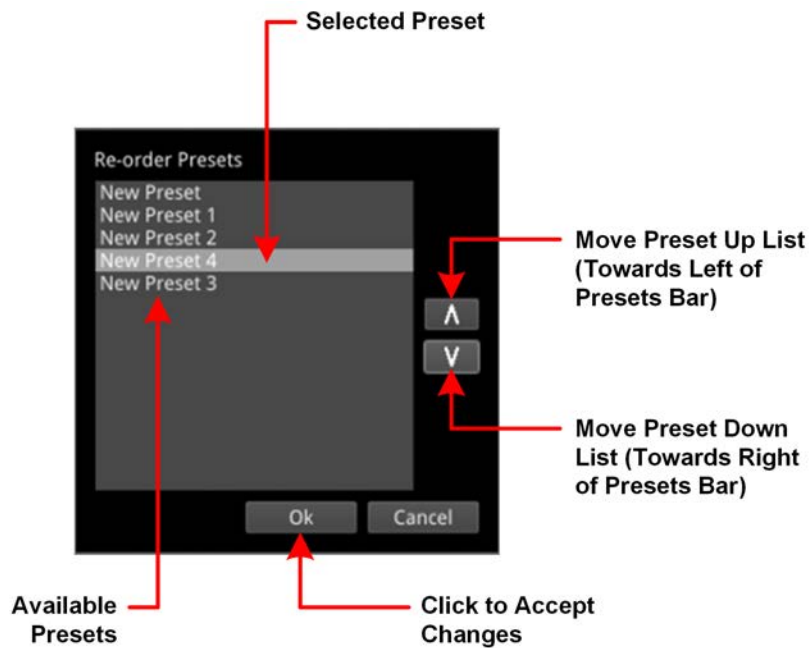 Selected Preset
Re-order Presets
New Preset
New Preset 1
New Preset 2
New Preset 4
New Preset 3
Move Preset Up List
(Towards Left of
Presets Bar)
Λ
V
Move Preset Down
List (Towards Right
of Presets Bar)
Ok
Cancel
Available
Presets
Click to Accept
Changes